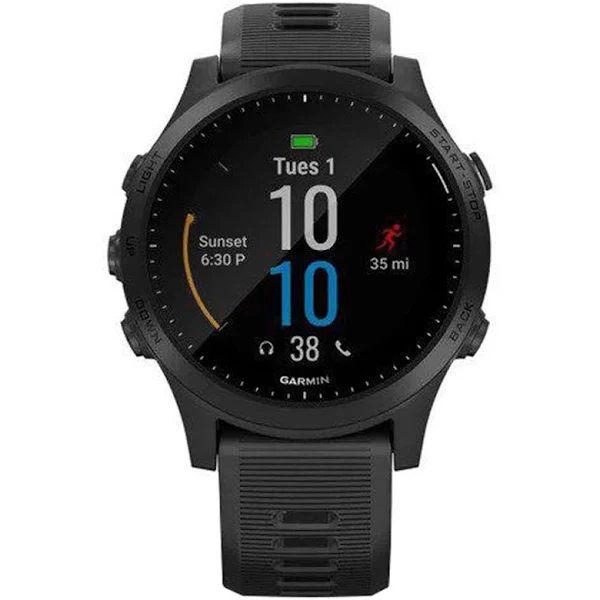 Tues 1
10
Sunset
6:30 P
35 mi
10
38
GARMIN
LIGHT
UP
DOWN
START-STOP
BACK